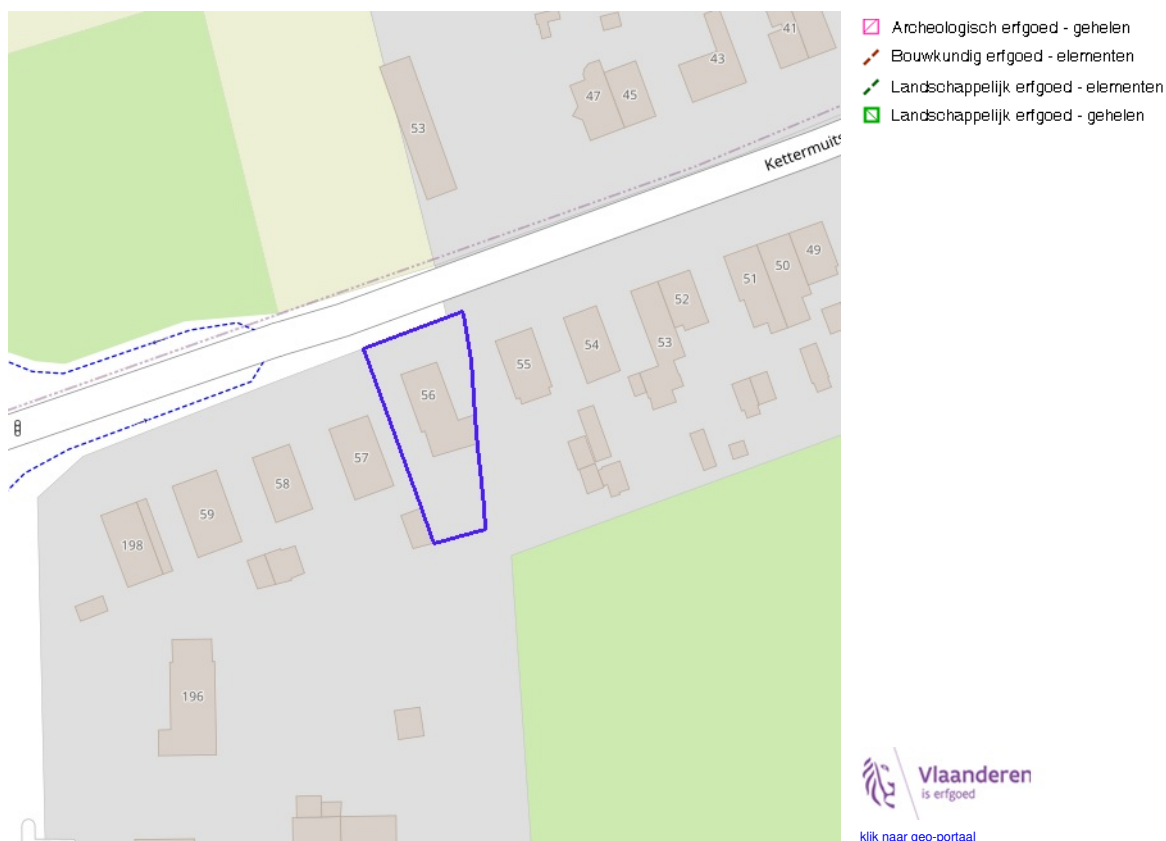 Archeologisch erfgoed - gehelen
Bouwkundig erfgoed - elementen
Landschappelijk erfgoed - elementen
Landschappelijk erfgoed - gehelen
41
43
47
45
53
Kettermuits
49
50
51
52
53
54
55
56
57
58
59
198
196
Vlaanderen
is erfgoed
klik naar geo-portaal